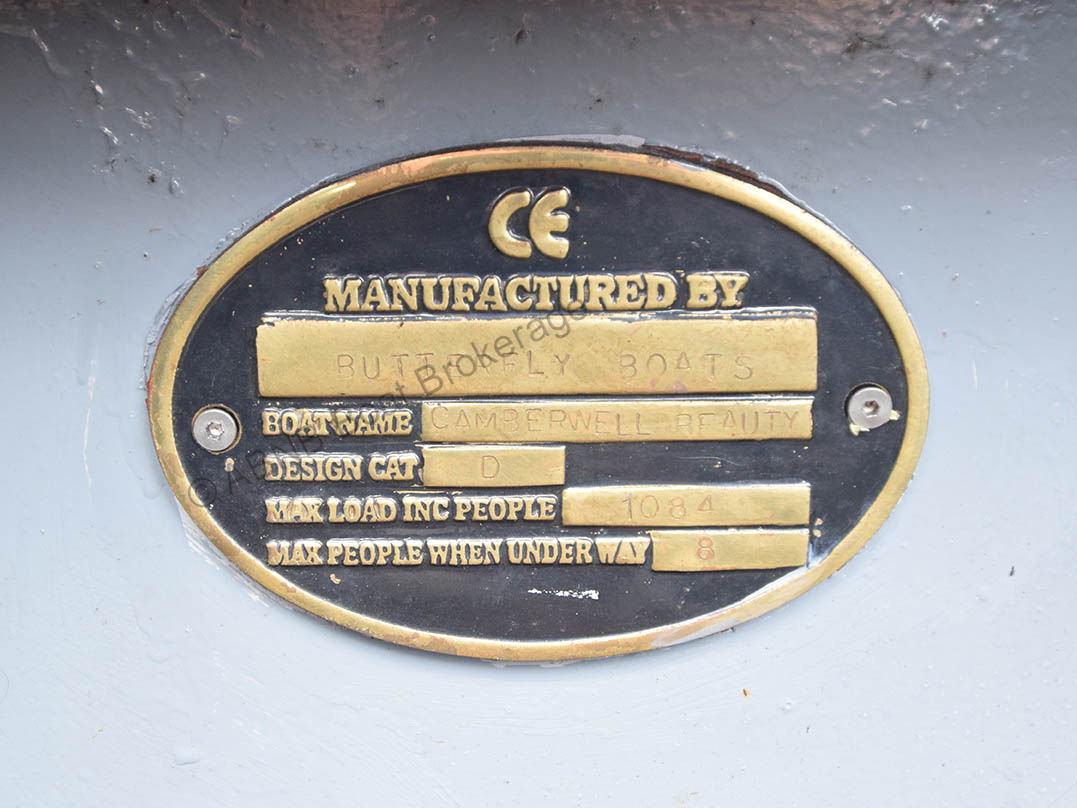 CE
MANUFACTURED BY
BUTTERFLY BOATS
BOAT NAME CAMBERWELL BEAUTY
DESIGN CAT D
MAX LOAD INC PEOPLE 1084
MAX PEOPLE WHEN UNDER WAY 8